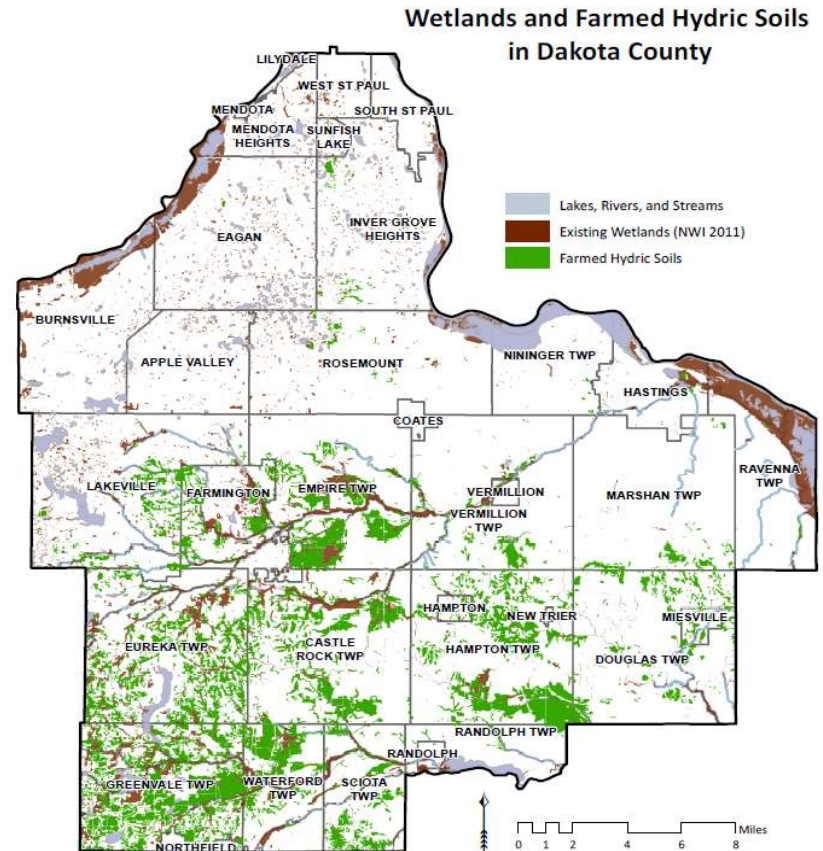 Wetlands and Farmed Hydric Soils
in Dakota County
LILYDALE
WEST ST PAUL
MENDOTA
SOUTH ST PAUL
MENDOTA
HEIGHTS
SUNFISH
LAKE
Lakes, Rivers, and Streams
Existing Wetlands (NWI 2011)
Farmed Hydric Soils
EAGAN
INVER GROVE
HEIGHTS
BURNSVILLE
APPLE VALLEY
ROSEMOUNT
NININGER TWP
HASTINGS
COATES
LAKEVILLE
FARMINGTON
EMPIRE TWP
VERMILLION
VERMILLION
TWP
MARSHAN TWP
RAVENNA
TWP
HAMPTON
NEW TRIER
MIESVILLE
EUREKA TWP
CASTLE
ROCK TWP
HAMPTON TWP
DOUGLAS TWP
RANDOLPH TWP
RANDOLPH
GREENVALE TWP
WATERFORD
TWP
SCIOTA
TWP
NORTHFIELD
Miles
0 1 2 4 6 8